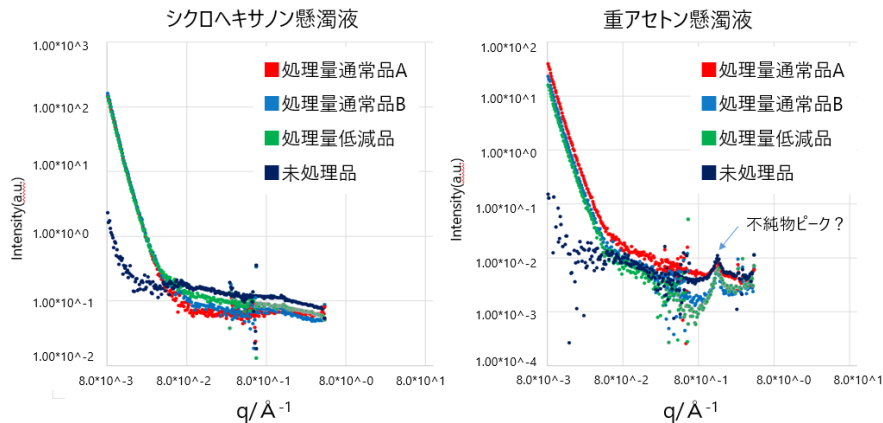 シクロヘキサノン懸濁液
1.00*10^3
1.00*10^2
1.00*10^1
1.00*10^0
1.00*10^-1
1.00*10^-2
Intensity(a.u.)
処理量通常品A
処理量通常品B
処理量低減品
未処理品
8.0*10^-3
8.0*10^-2
8.0*10^-1
8.0*10^-0
8.0*10^1
q/Å⁻¹
重アセトン懸濁液
1.00*10^2
1.00*10^1
1.00*10^0
1.00*10^-1
1.00*10^-2
1.00*10^-3
1.00*10^-4
Intensity(a.u.)
処理量通常品A
処理量通常品B
処理量低減品
未処理品
不純物ピーク？
8.0*10^-3
8.0*10^-2
8.0*10^-1
8.0*10^-0
8.0*10^1
q/Å⁻¹